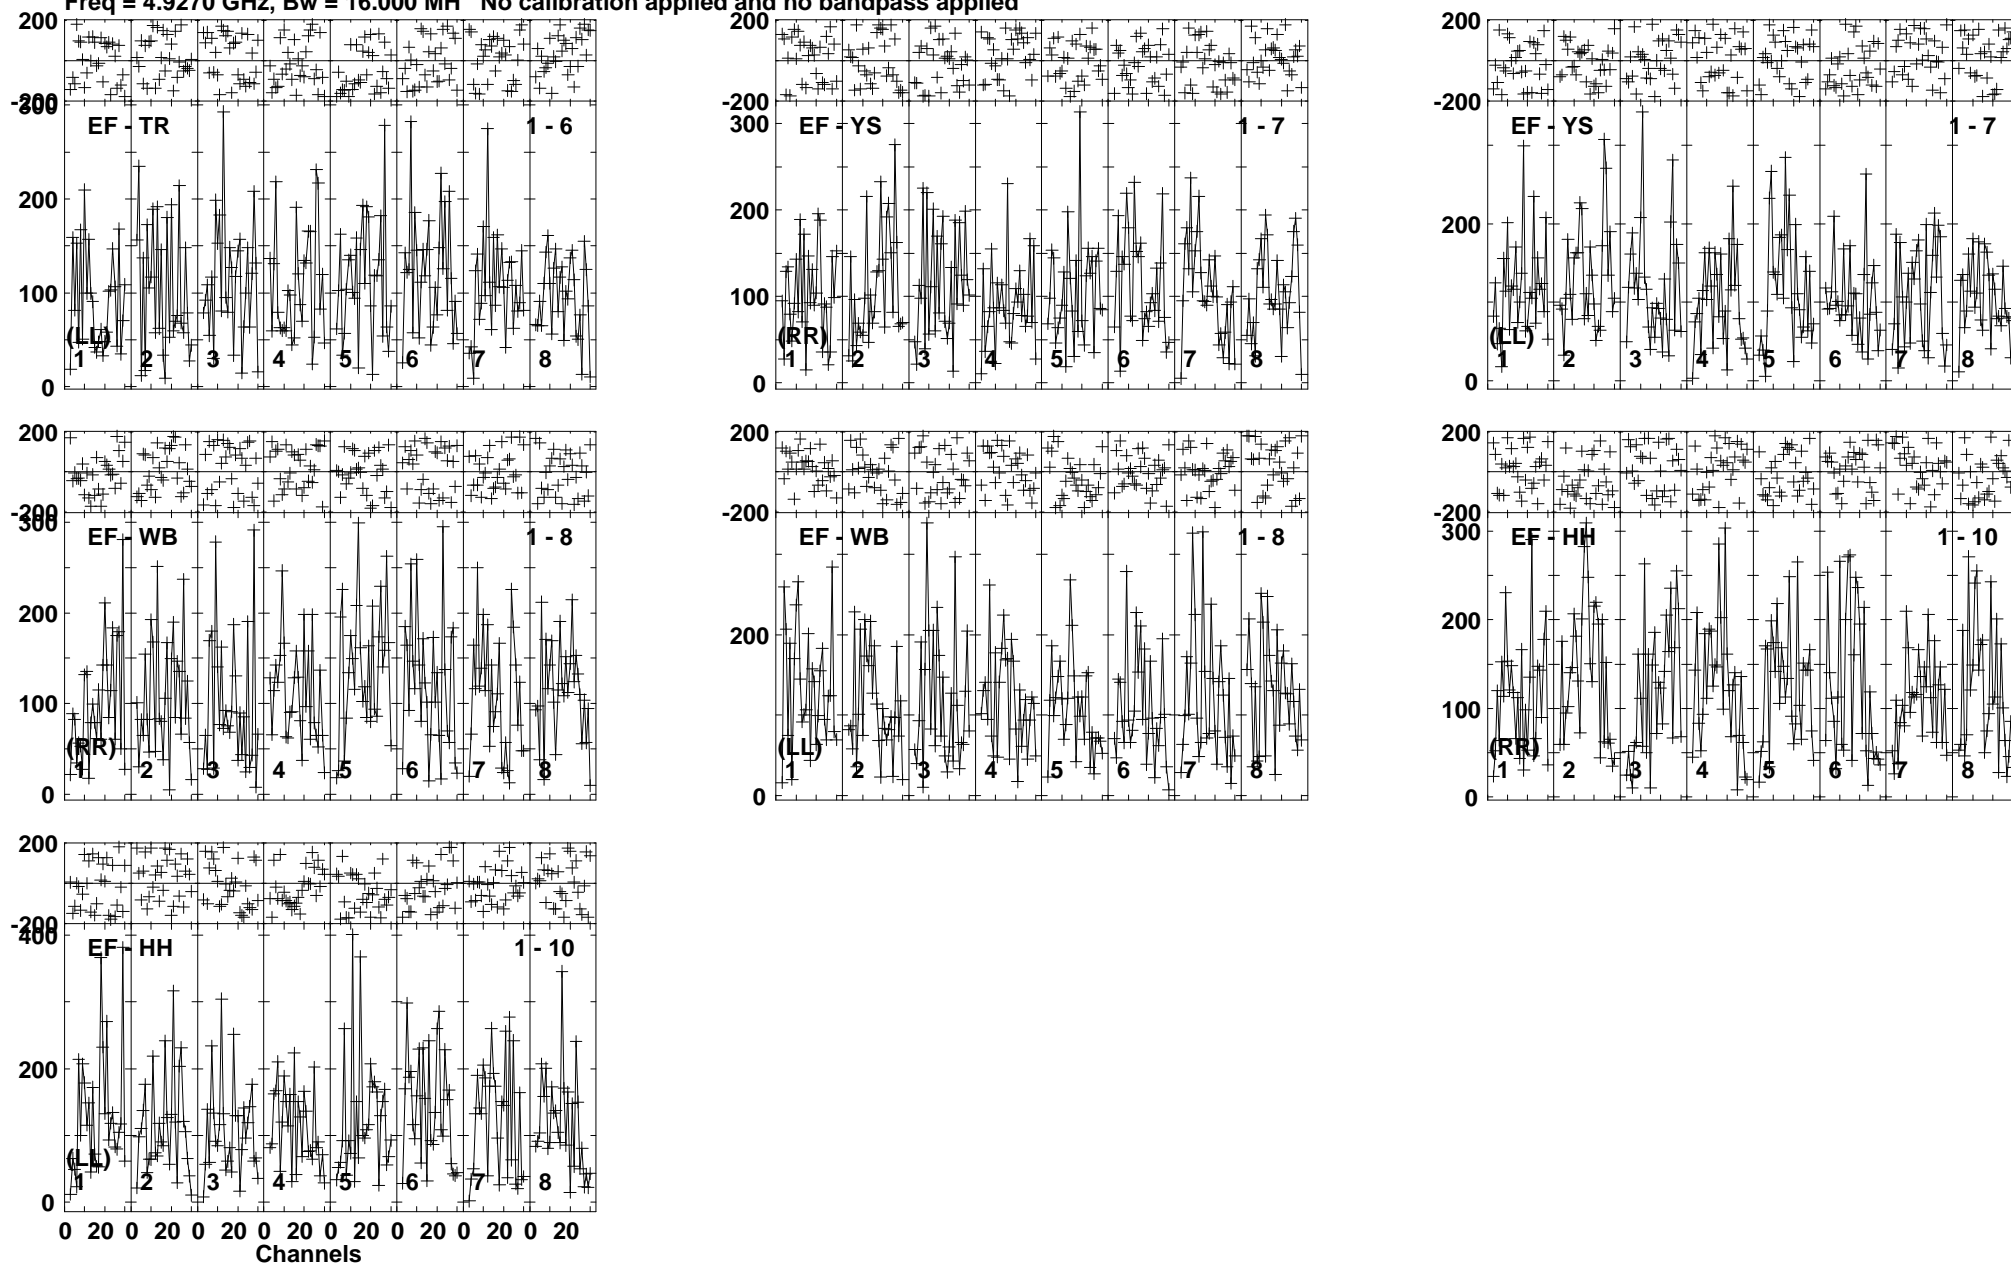 Freq = 4.9270 GHz, Bw = 16.000 MH No calibration applied and no bandpass applied
200
-200
300
EF - TR 1 - 6
200
100
(LL)
1 2 3 4 5 6 7 8
0
200
-200
300
EF - YS 1 - 7
200
100
(RR)
1 2 3 4 5 6 7 8
0
200
-200
EF - YS 1 - 7
200
(LL)
1 2 3 4 5 6 7 8
0
200
-200
300
EF - WB 1 - 8
200
100
(RR)
1 2 3 4 5 6 7 8
0
200
-200
EF - WB 1 - 8
200
(LL)
1 2 3 4 5 6 7 8
0
200
-200
300
EF - HH 1 - 10
200
100
(RR)
1 2 3 4 5 6 7 8
0
200
-200
400
EF - HH 1 - 10
200
(LL)
1 2 3 4 5 6 7 8
0
0 20 0 20 0 20 0 20 0 20 0 20 0 20 0 20
Channels